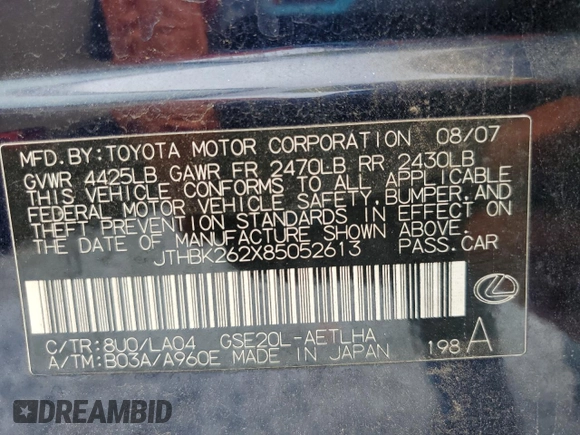 MFD.BY:TOYOTA MOTOR CORPORATION 08/07
GVWR 4425LB GAWR FR 2470LB RR 2430LB
THIS VEHICLE CONFORMS TO ALL APPLICABLE
FEDERAL MOTOR VEHICLE SAFETY,BUMPER,AND
THEFT PREVENTION STANDARDS IN EFFECT ON
THE DATE OF MANUFACTURE SHOWN ABOVE.
JTHBK262X85052613 PASS.CAR
C/TR:8U0/LA04 GSE20L-AETLHA
A/TM:B03A/A960E MADE IN JAPAN 198 A
DREAMBID